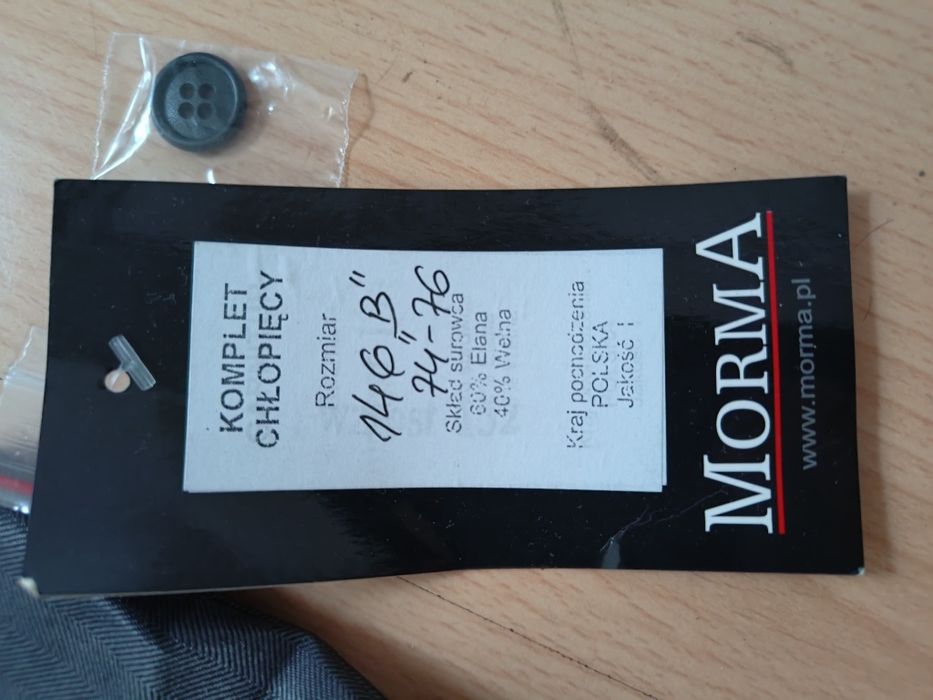 KOMPLET
CHŁOPIĘCY
Rozmiar
146 „B”
74-76
Skład surowca
60% Elana
40% Wełna
Kraj pochodzenia
POLSKA
Jakość I
MORMA
www.morma.pl